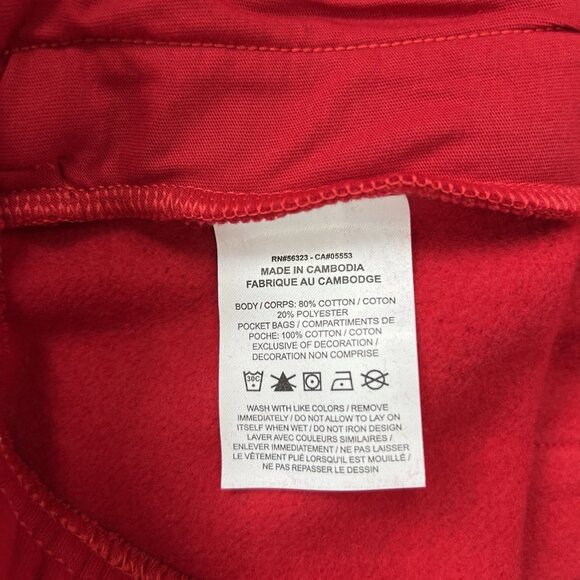 RN#56323 - CA#05553
MADE IN CAMBODIA
FABRIQUE AU CAMBODGE
BODY / CORPS: 80% COTTON / COTON
20% POLYESTER
POCKET BAGS / COMPARTIMENTS DE
POCHE: 100% COTTON / COTON
EXCLUSIVE OF DECORATION /
DECORATION NON COMPRISE
30C
WASH WITH LIKE COLORS / REMOVE
IMMEDIATELY / DO NOT ALLOW TO LAY ON
ITSELF WHEN WET / DO NOT IRON DESIGN
LAVER AVEC COULEURS SIMILAIRES /
ENLEVER IMMEDIATEMENT / NE PAS LAISSER
LE VÊTEMENT PLIÉ LORSQU'IL EST MOUILLÉ /
NE PAS REPASSER LE DESSIN